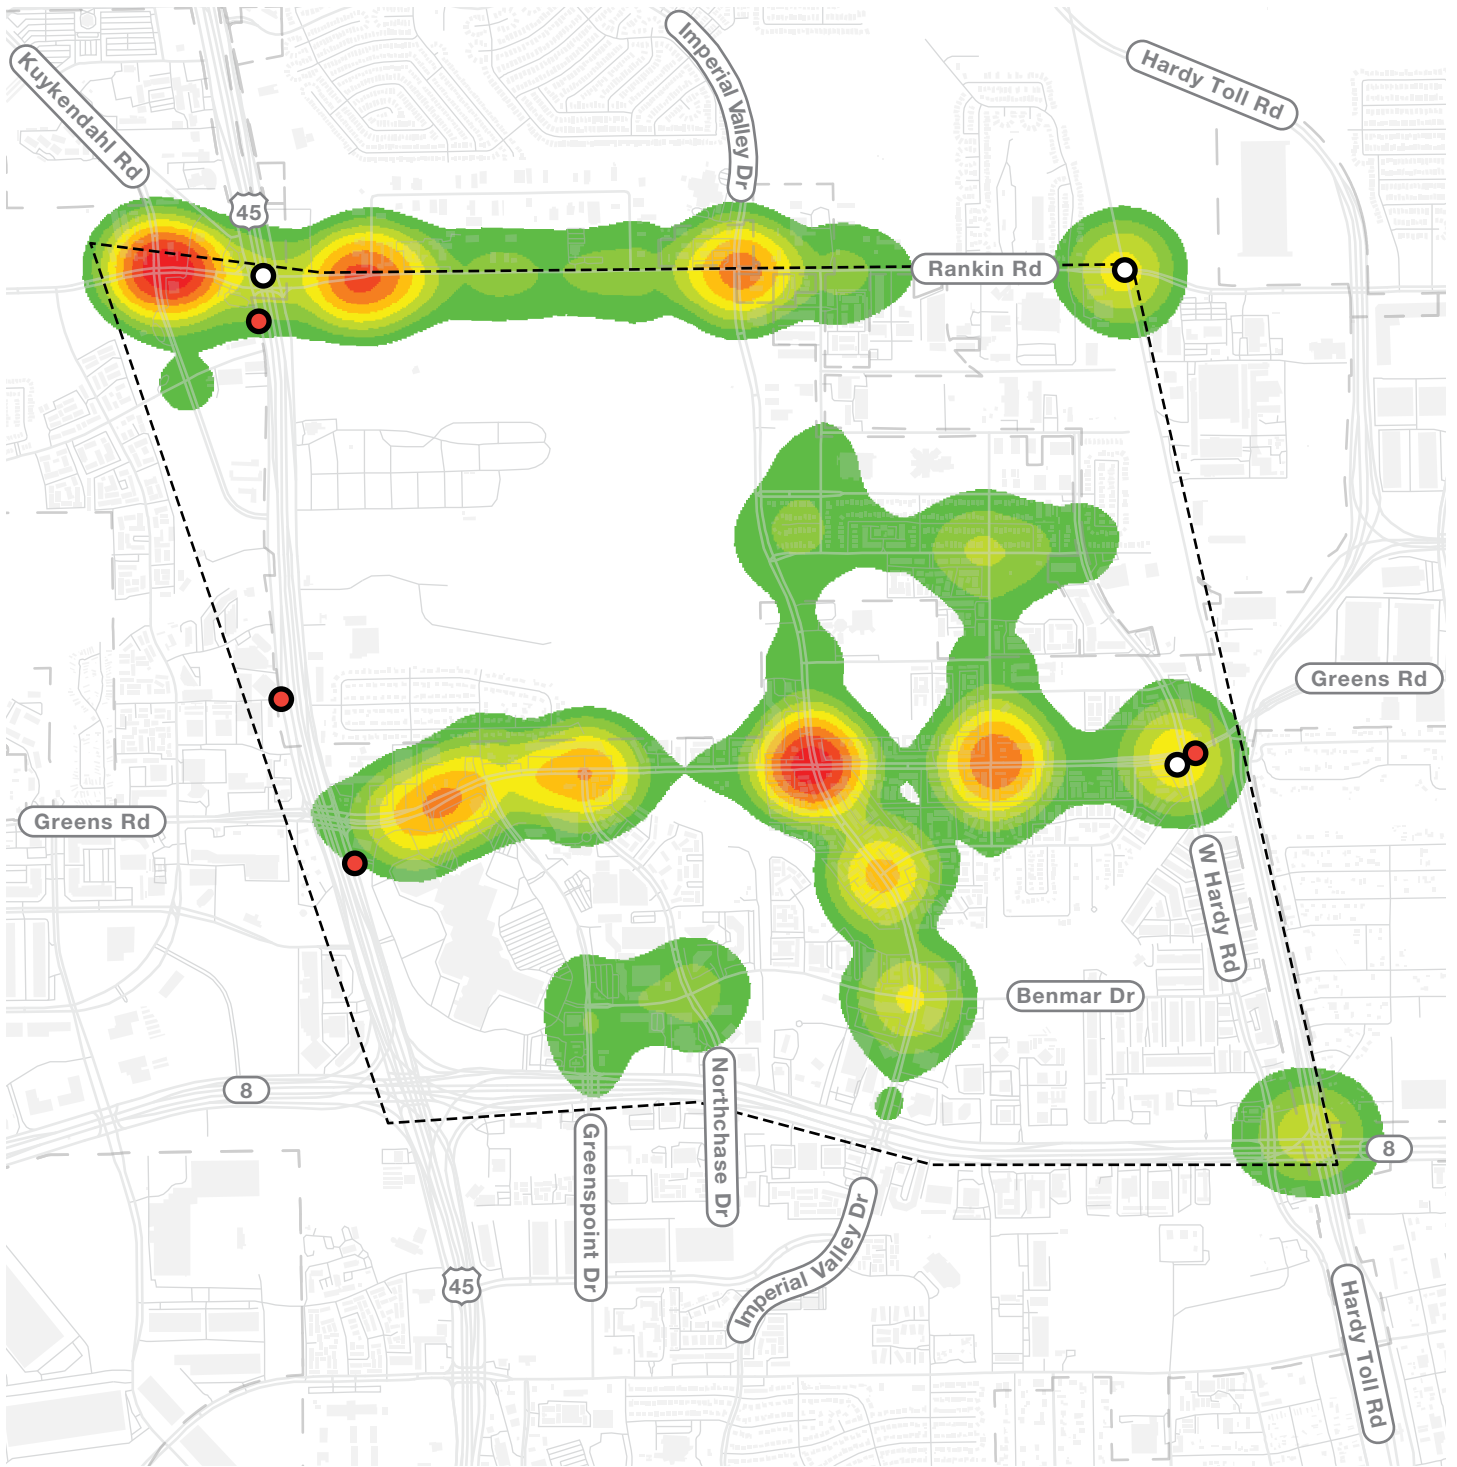 Kuykendahl Rd
Imperial Valley Dr
Hardy Toll Rd
45
Rankin Rd
Greens Rd
Greens Rd
W Hardy Rd
Benmar Dr
8
Northchase Dr
Greenspoint Dr
8
Imperial Valley Dr
45
Hardy Toll Rd